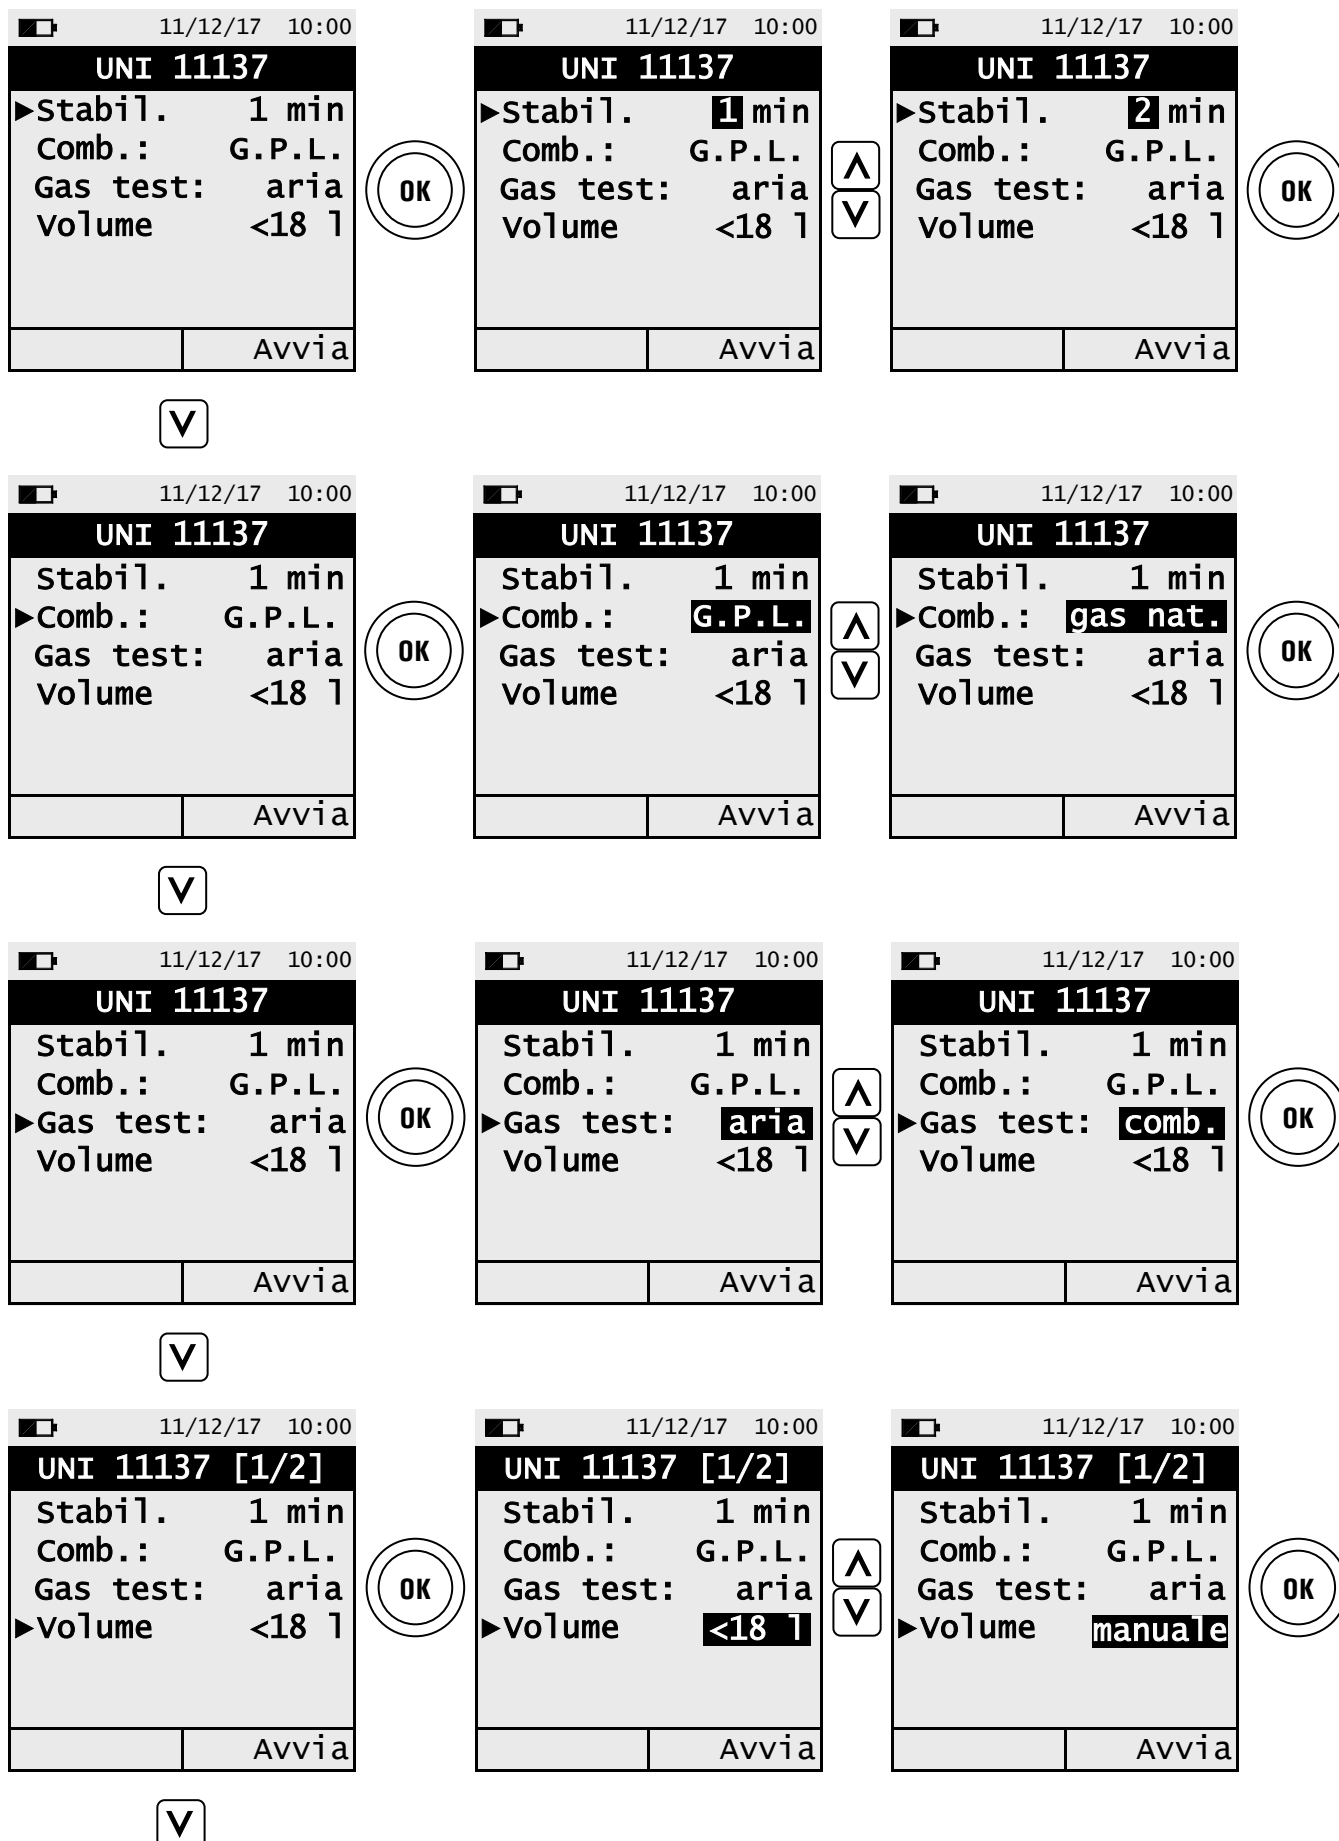 11/12/17 10:00
UNI 11137
►Stabil. 1 min
Comb.: G.P.L.
Gas test: aria
Volume <18 l
Avvia
OK
11/12/17 10:00
UNI 11137
►Stabil. 1 min
Comb.: G.P.L.
Gas test: aria
Volume <18 l
Avvia
11/12/17 10:00
UNI 11137
►Stabil. 2 min
Comb.: G.P.L.
Gas test: aria
Volume <18 l
Avvia
OK
11/12/17 10:00
UNI 11137
Stabil. 1 min
►Comb.: G.P.L.
Gas test: aria
Volume <18 l
Avvia
OK
11/12/17 10:00
UNI 11137
Stabil. 1 min
►Comb.: G.P.L.
Gas test: aria
Volume <18 l
Avvia
11/12/17 10:00
UNI 11137
Stabil. 1 min
►Comb.: gas nat.
Gas test: aria
Volume <18 l
Avvia
OK
11/12/17 10:00
UNI 11137
Stabil. 1 min
Comb.: G.P.L.
►Gas test: aria
Volume <18 l
Avvia
OK
11/12/17 10:00
UNI 11137
Stabil. 1 min
Comb.: G.P.L.
►Gas test: aria
Volume <18 l
Avvia
11/12/17 10:00
UNI 11137
Stabil. 1 min
Comb.: G.P.L.
►Gas test: comb.
Volume <18 l
Avvia
OK
11/12/17 10:00
UNI 11137 [1/2]
Stabil. 1 min
Comb.: G.P.L.
Gas test: aria
►Volume <18 l
Avvia
OK
11/12/17 10:00
UNI 11137 [1/2]
Stabil. 1 min
Comb.: G.P.L.
Gas test: aria
►Volume <18 l
Avvia
11/12/17 10:00
UNI 11137 [1/2]
Stabil. 1 min
Comb.: G.P.L.
Gas test: aria
►Volume manuale
Avvia
OK